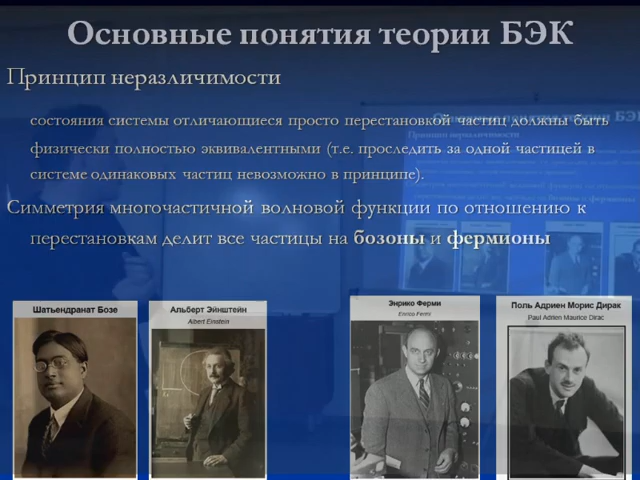 Основные понятия теории БЭК
Принцип неразличимости
состояния системы отличающиеся просто перестановкой частиц должны быть
физически полностью эквивалентными (т.е. проследить за одной частицей в
системе одинаковых частиц невозможно в принципе).
Симметрия многочастичной волновой функции по отношению к
перестановкам делит все частицы на бозоны и фермионы
Шатьендранат Бозе
Альберт Эйнштейн
Albert Einstein
Энрико Ферми
Enrico Fermi
Поль Адриен Морис Дирак
Paul Adrien Maurice Dirac